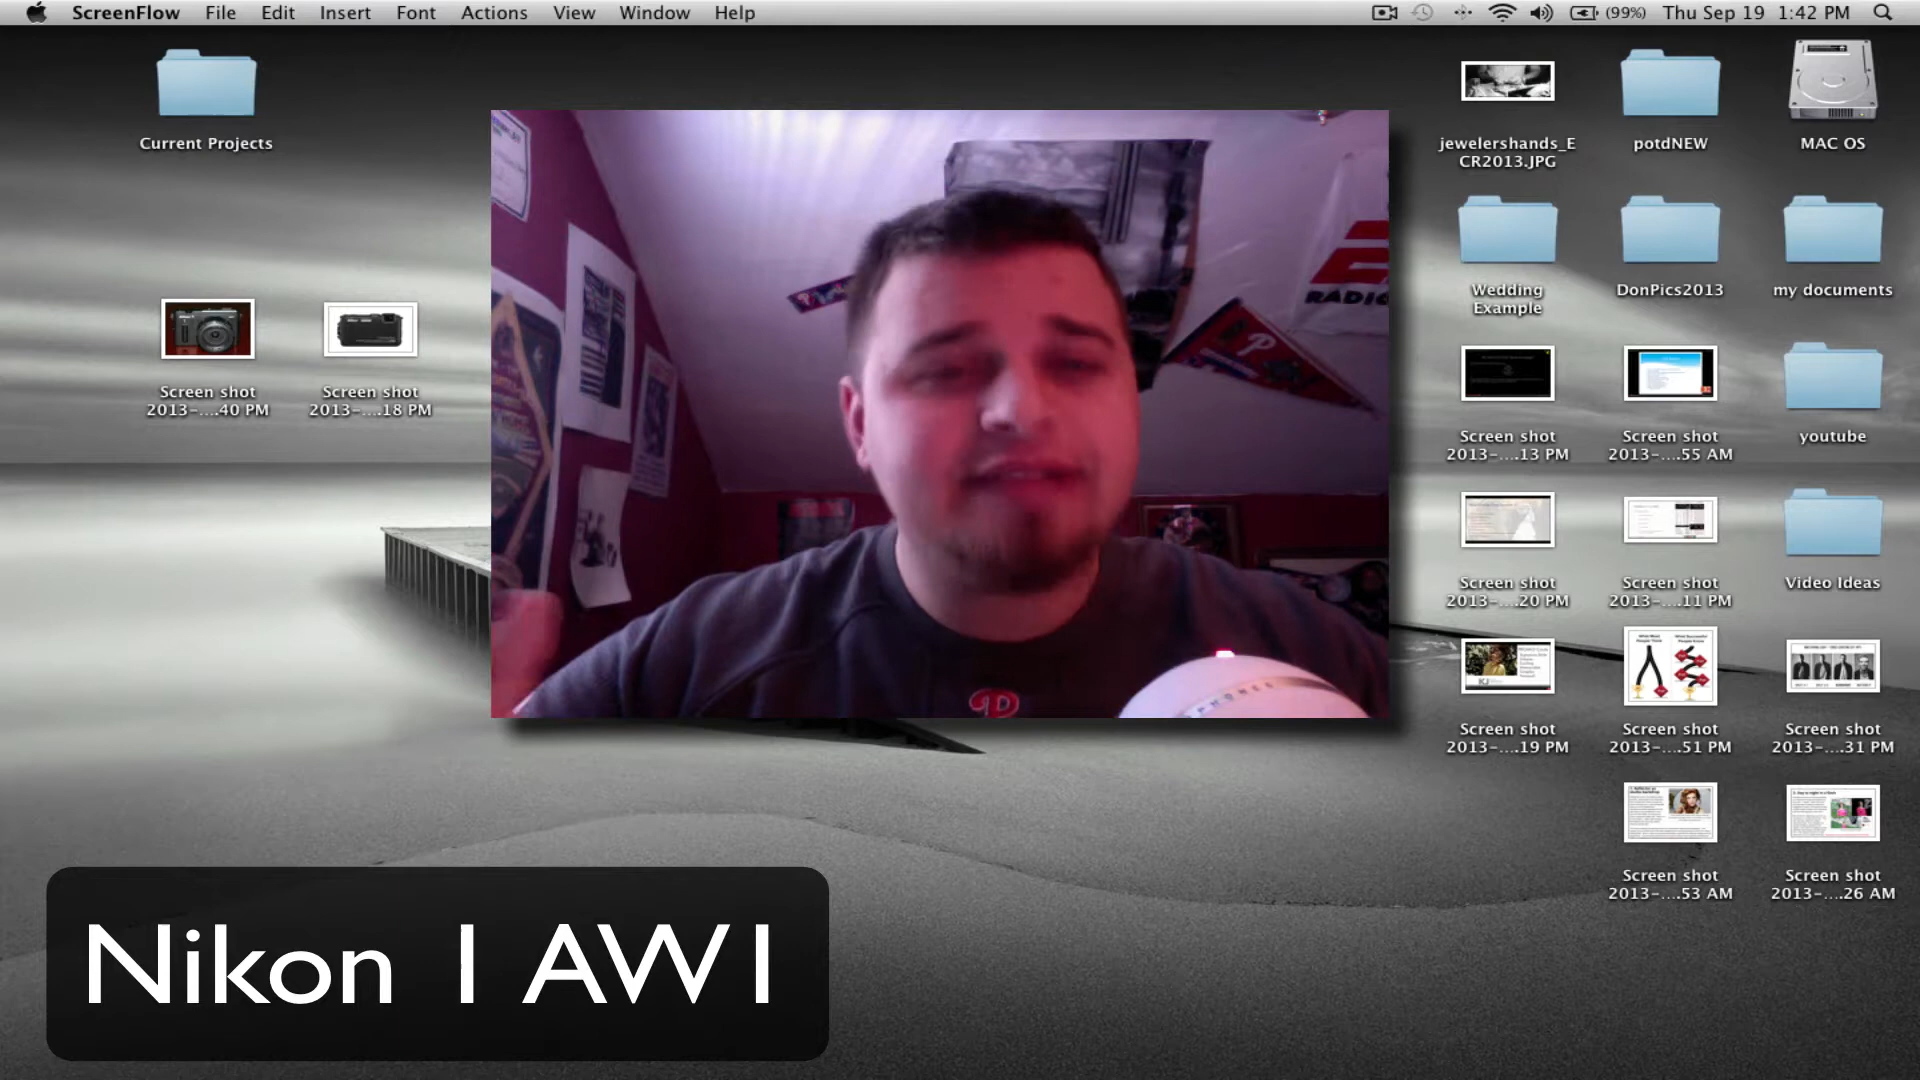 ScreenFlow File Edit Insert Font Actions View Window Help (99%) Thu Sep 19 1:42 PM
Current Projects
jewelershands_E
CR2013.JPG
potdNEW
MAC OS
Wedding
Example
DonPics2013
my documents
Screen shot
2013-....40 PM
Screen shot
2013-....18 PM
Screen shot
2013-....13 PM
Screen shot
2013-....55 AM
youtube
Screen shot
2013-....20 PM
Screen shot
2013-....11 PM
Video Ideas
Screen shot
2013-....19 PM
Screen shot
2013-....51 PM
Screen shot
2013-....31 PM
Screen shot
2013-....53 AM
Screen shot
2013-....26 AM
RADIO
P
P
Nikon 1 AW1